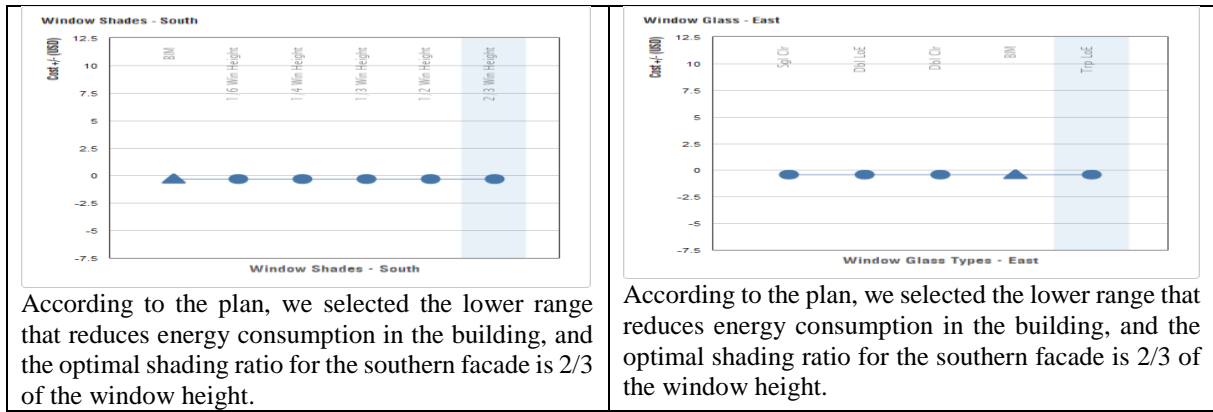 Window Shades - South
Cost +/- (USD)
12.5
10
7.5
5
2.5
0
-2.5
-5
-7.5
BIM
1/6 Win Height
1/4 Win Height
1/3 Win Height
1/2 Win Height
2/3 Win Height
Window Shades - South
According to the plan, we selected the lower range
that reduces energy consumption in the building, and
the optimal shading ratio for the southern facade is 2/3
of the window height.
Window Glass - East
Cost +/- (USD)
12.5
10
7.5
5
2.5
0
-2.5
-5
-7.5
Sgl Clr
Dbl LoE
Dbl Clr
BIM
Trp LoE
Window Glass Types - East
According to the plan, we selected the lower range that
reduces energy consumption in the building, and the
optimal shading ratio for the southern facade is 2/3 of
the window height.